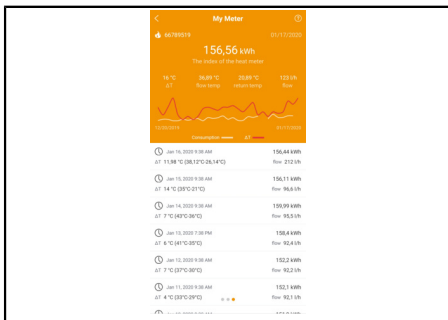 My Meter
66789519 01/17/2020
156,56 kWh
The index of the heat meter
16 °C 36,89 °C 20,89 °C 123 l/h
ΔT flow temp return temp flow
12/20/2019 01/17/2020
Consumption ΔT
Jan 16, 2020 9:38 AM 156,44 kWh
ΔT 11,98 °C (38,12°C-26,14°C) flow 212 l/h
Jan 15, 2020 9:38 AM 156,11 kWh
ΔT 14 °C (35°C-21°C) flow 96,6 l/h
Jan 14, 2020 9:38 AM 159,99 kWh
ΔT 7 °C (43°C-36°C) flow 95,5 l/h
Jan 13, 2020 7:38 PM 158,4 kWh
ΔT 6 °C (41°C-35°C) flow 92,4 l/h
Jan 12, 2020 9:38 AM 152,2 kWh
ΔT 7 °C (37°C-30°C) flow 92,2 l/h
Jan 11, 2020 9:38 AM 152,1 kWh
ΔT 4 °C (33°C-29°C) flow 92,1 l/h